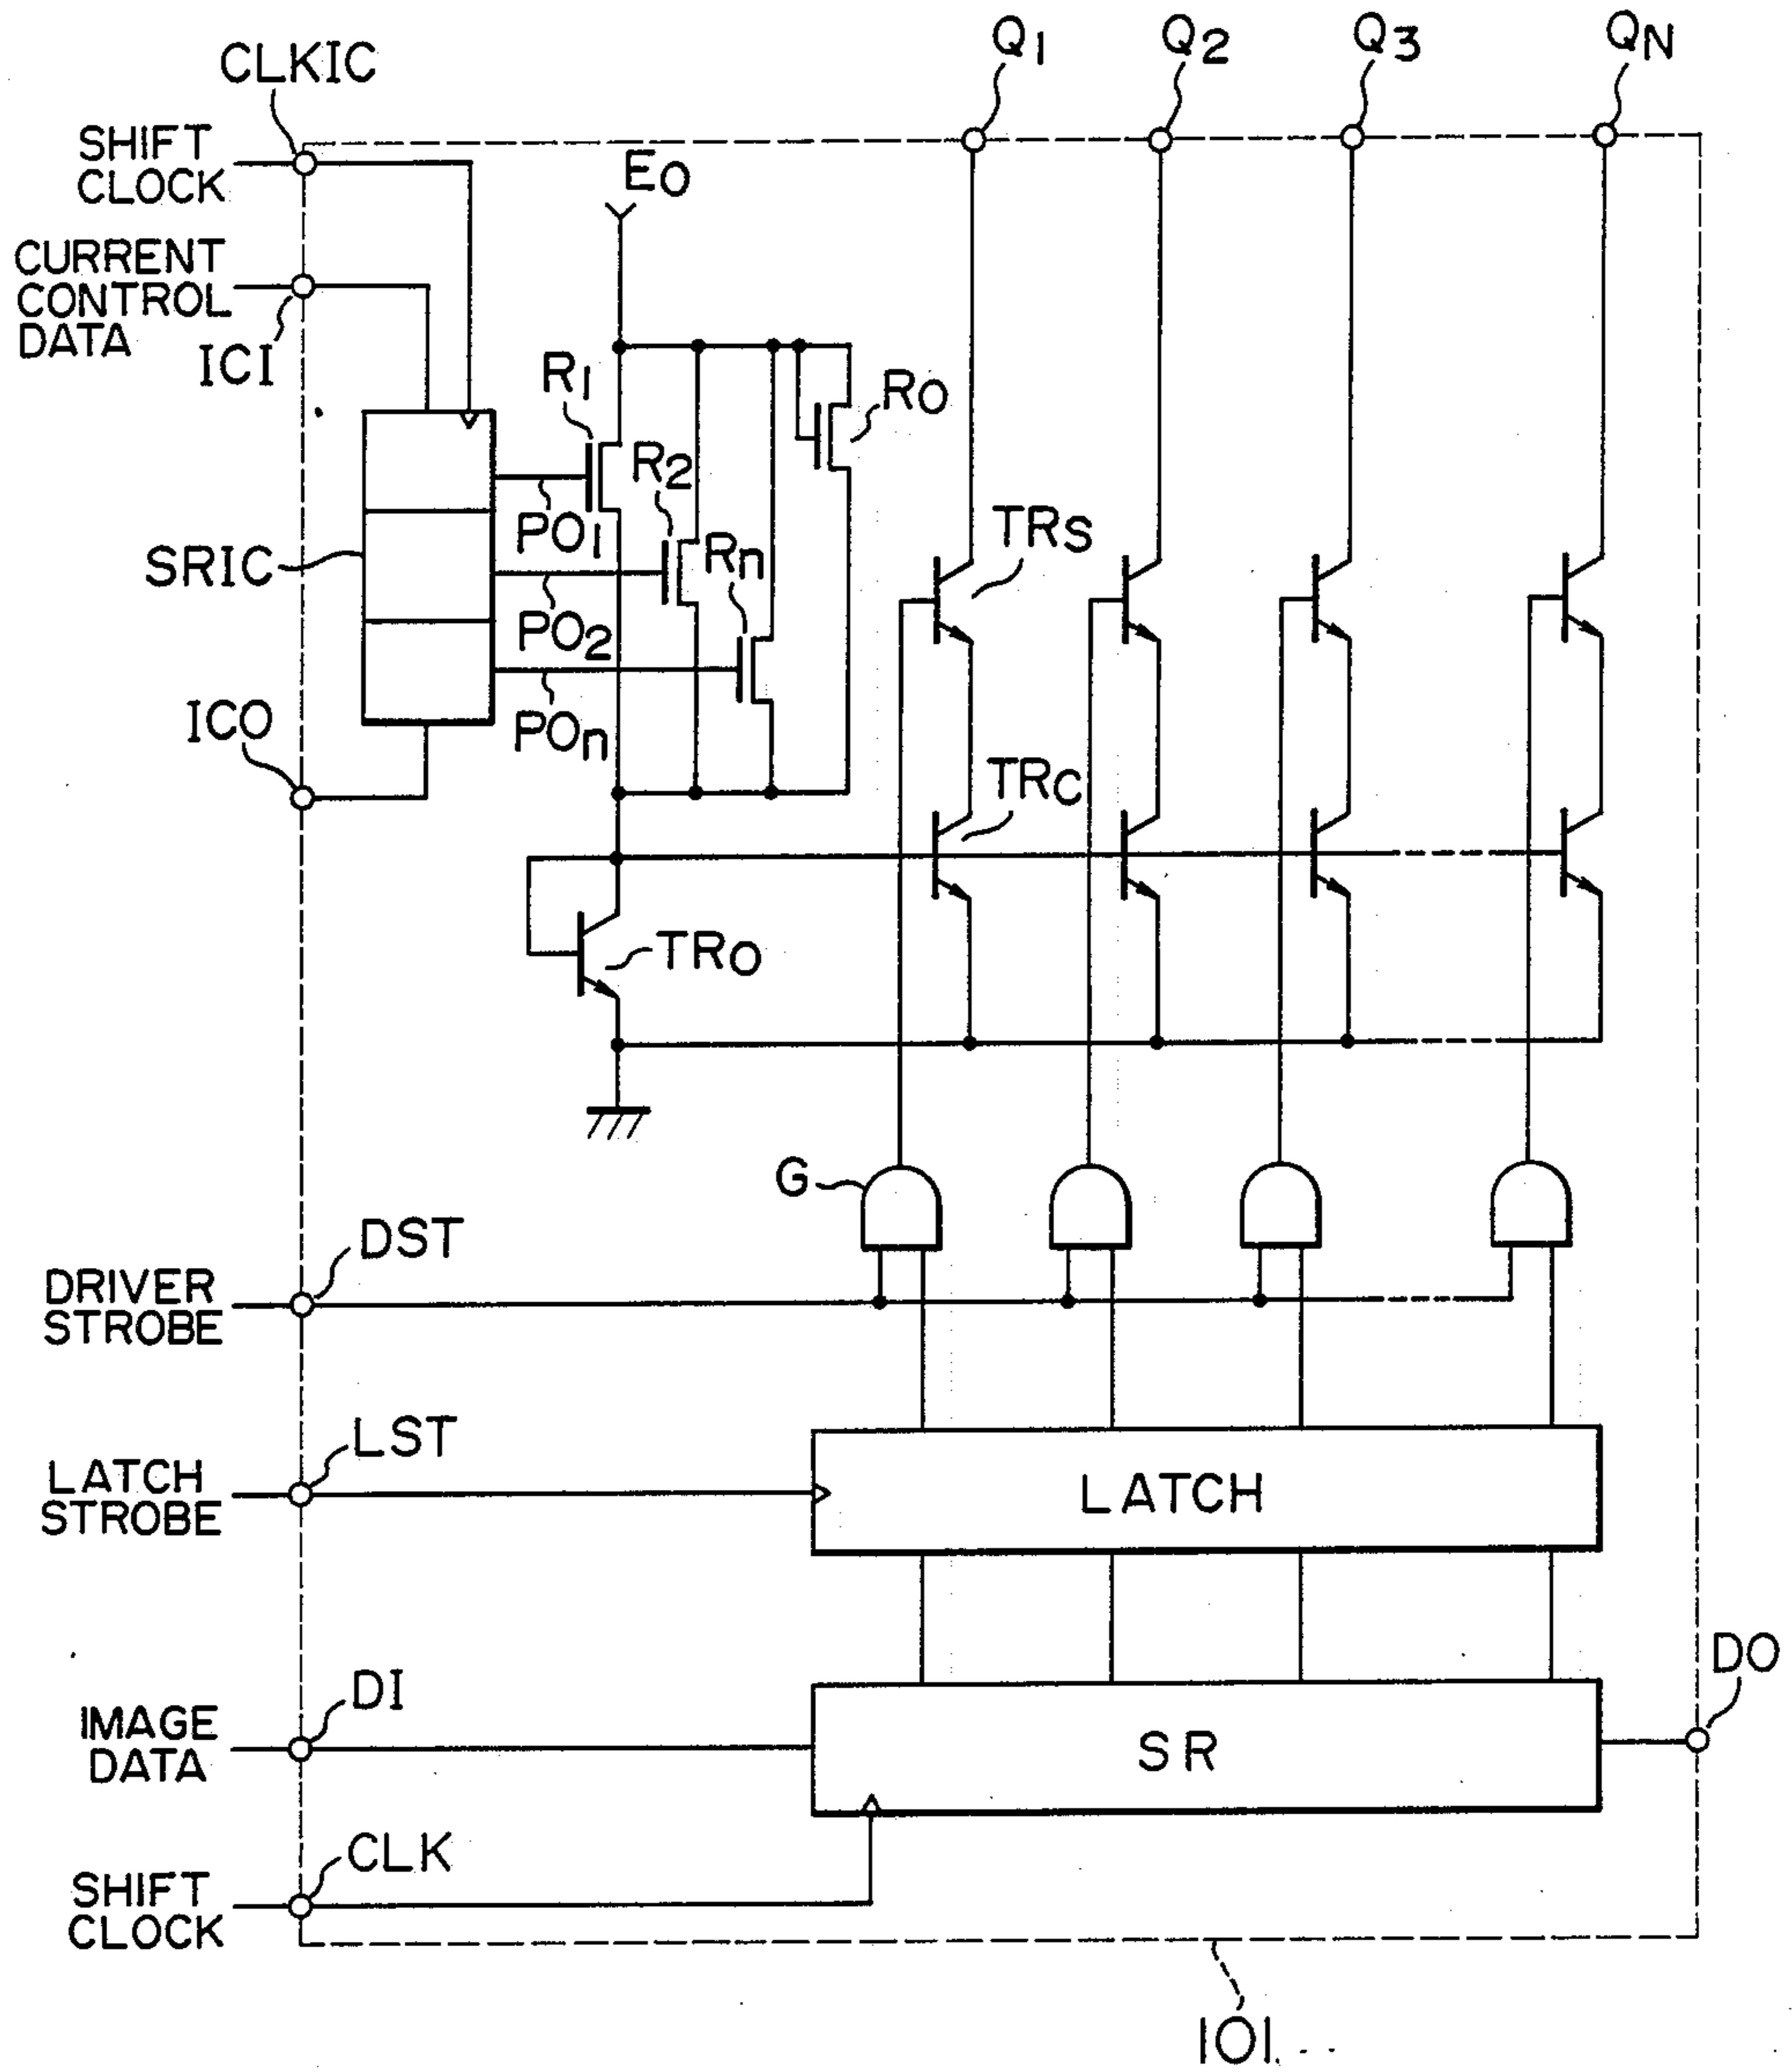 CLKIC
Q1
Q2
Q3
QN
SHIFT
CLOCK
E0
CURRENT
CONTROL
DATA
ICI
R1
R0
R2
PO1
TRS
SRIC
Rn
PO2
ICO
POn
TRC
TRO
G
DST
DRIVER
STROBE
LST
LATCH
STROBE
LATCH
DO
DI
IMAGE
DATA
SR
CLK
SHIFT
CLOCK
101